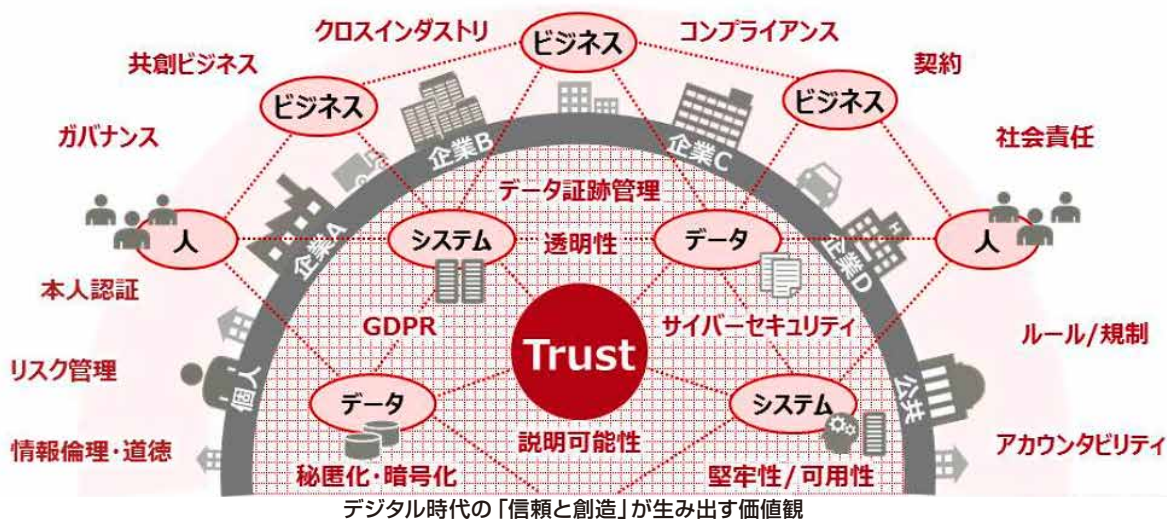 クロスインダストリ
ビジネス
コンプライアンス
共創ビジネス
契約
ビジネス
ビジネス
ガバナンス
社会責任
企業B
企業C
データ証跡管理
人
システム
透明性
データ
人
企業A
企業D
本人認証
GDPR
サイバーセキュリティ
ルール/規制
Trust
リスク管理
個人
公共
データ
システム
説明可能性
情報倫理・道徳
アカウンタビリティ
秘匿化・暗号化
堅牢性/可用性
デジタル時代の「信頼と創造」が生み出す価値観
H